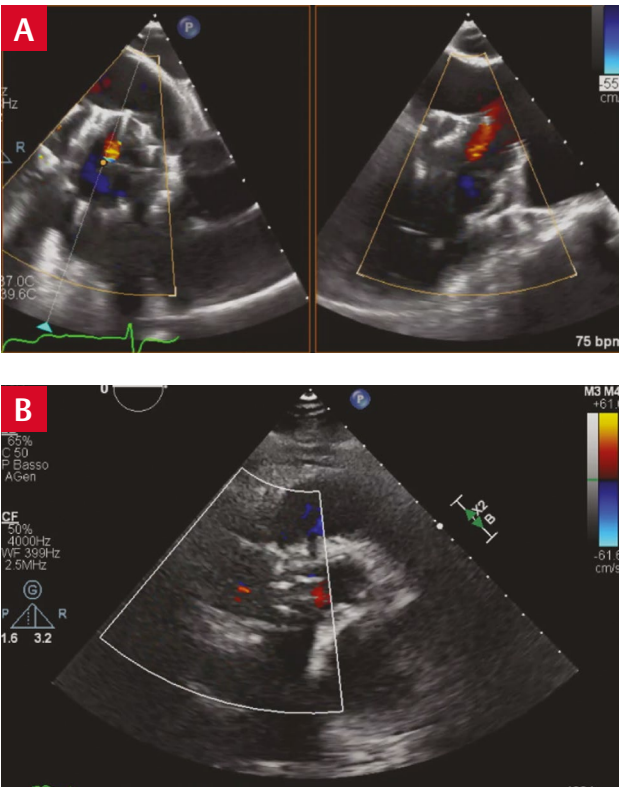 A
P
Hz
R
37.0C
39.6C
-55
cm
75 bpm
B
0
P
M3 M4
+61.
65%
C 50
P Basso
AGen
CF
50%
4000Hz
WF 399Hz
2.5MHz
X2
B
-61.6
cm/s
G
P
R
1.6 3.2